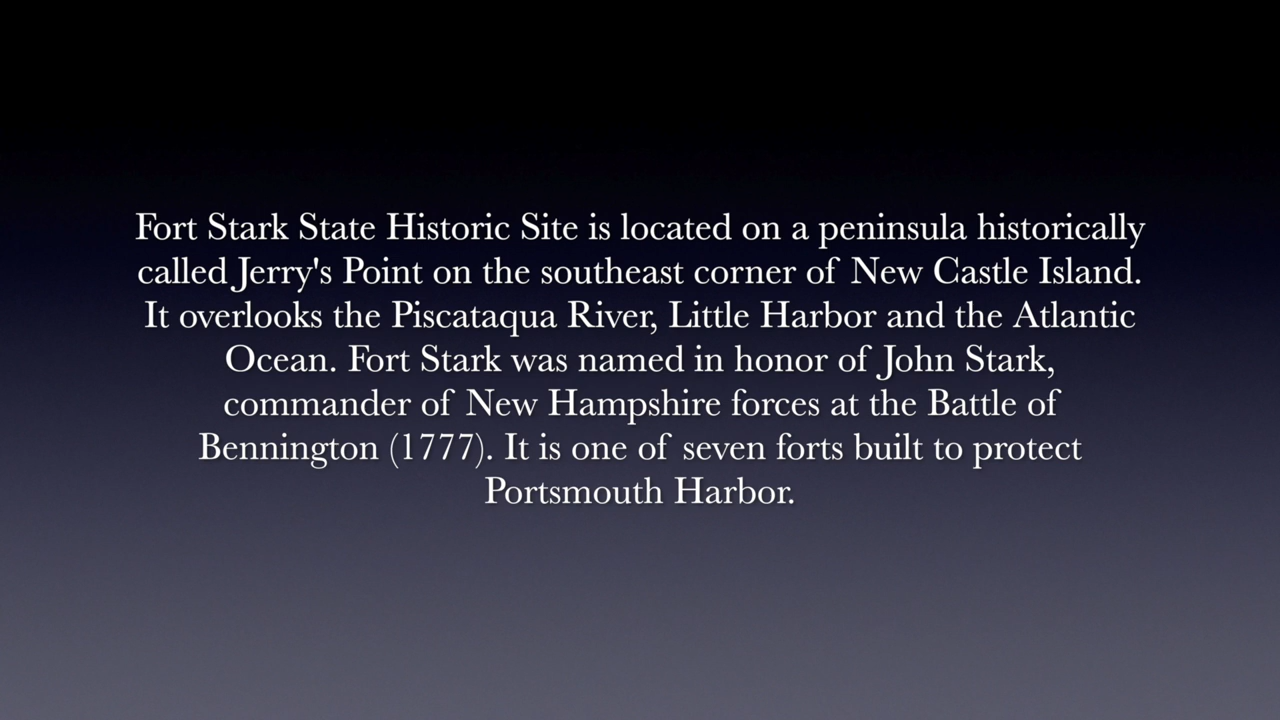 Fort Stark State Historic Site is located on a peninsula historically
called Jerry's Point on the southeast corner of New Castle Island.
It overlooks the Piscataqua River, Little Harbor and the Atlantic
Ocean. Fort Stark was named in honor of John Stark,
commander of New Hampshire forces at the Battle of
Bennington (1777). It is one of seven forts built to protect
Portsmouth Harbor.